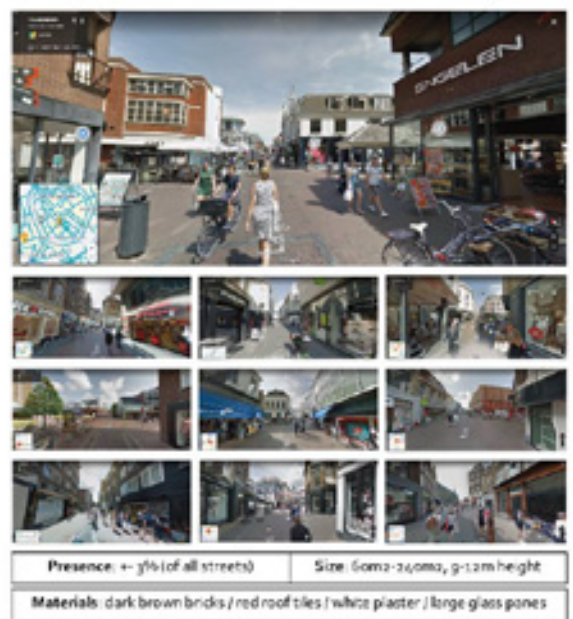 ENGELEN
Presence: +- 3% (of all streets)
Size: 60m2-240m2, 9-12m height
Materials: dark brown bricks / red roof tiles / white plaster / large glass panes